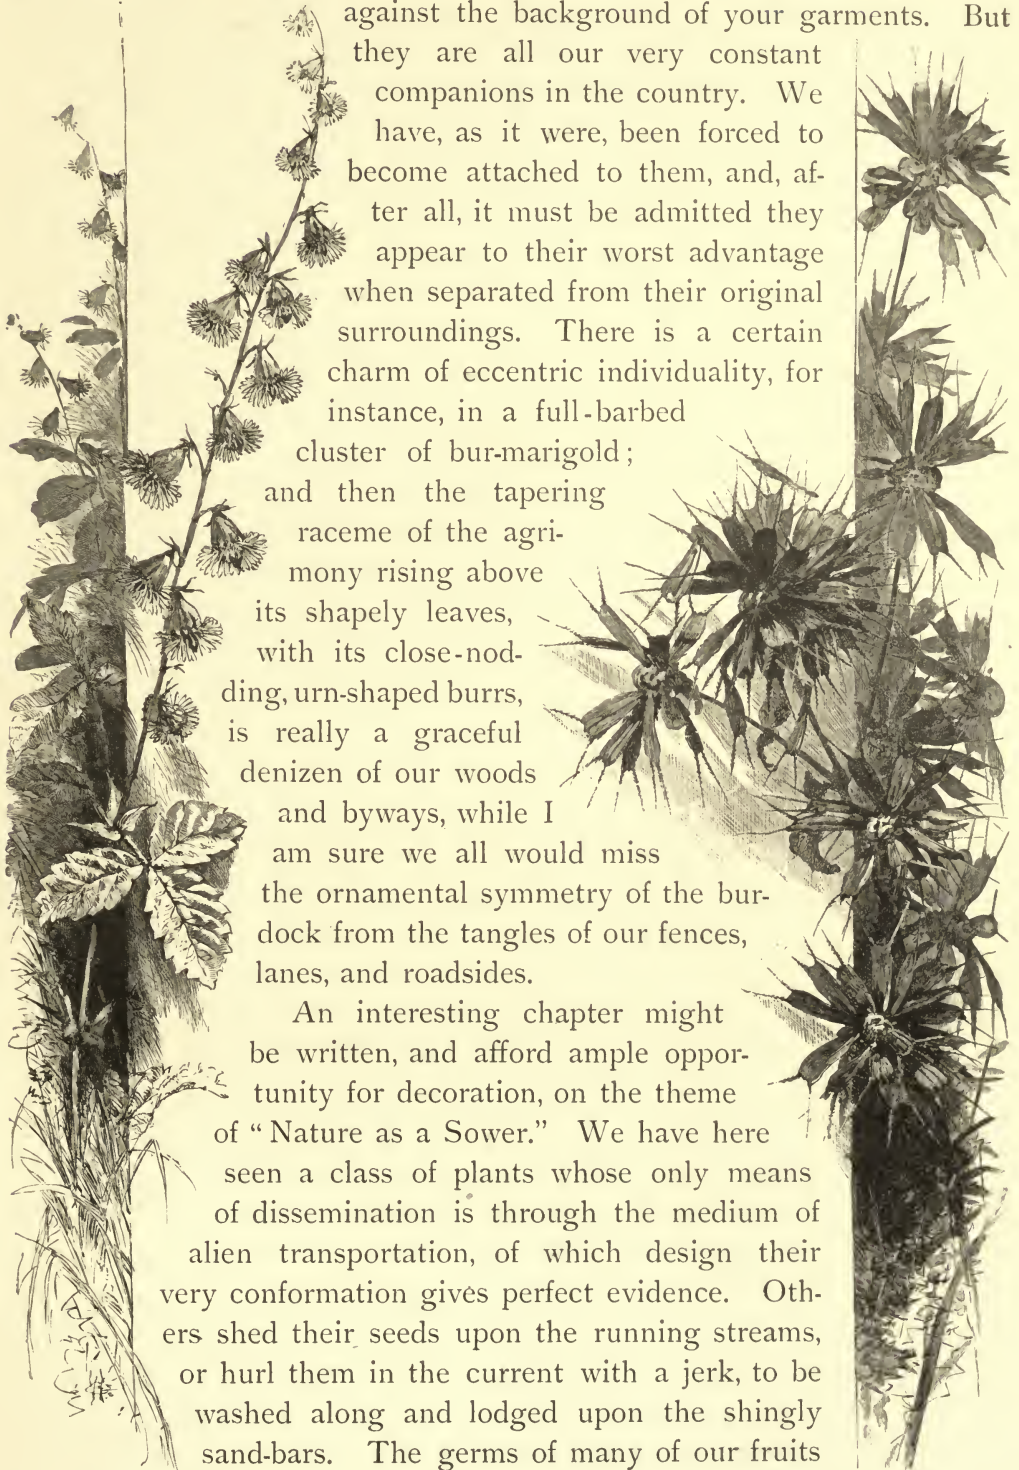 against the background of your garments. But
they are all our very constant
companions in the country. We
have, as it were, been forced to
become attached to them, and, af-
ter all, it must be admitted they
appear to their worst advantage
when separated from their original
surroundings. There is a certain
charm of eccentric individuality, for
instance, in a full-barbed
cluster of bur-marigold;
and then the tapering
raceme of the agri-
mony rising above
its shapely leaves,
with its close-nod-
ding, urn-shaped burrs,
is really a graceful
denizen of our woods
and byways, while I
am sure we all would miss
the ornamental symmetry of the bur-
dock from the tangles of our fences,
lanes, and roadsides.
An interesting chapter might
be written, and afford ample oppor-
tunity for decoration, on the theme
of "Nature as a Sower." We have here
seen a class of plants whose only means
of dissemination is through the medium of
alien transportation, of which design their
very conformation gives perfect evidence. Oth-
ers shed their seeds upon the running streams,
or hurl them in the current with a jerk, to be
washed along and lodged upon the shingly
sand-bars. The germs of many of our fruits